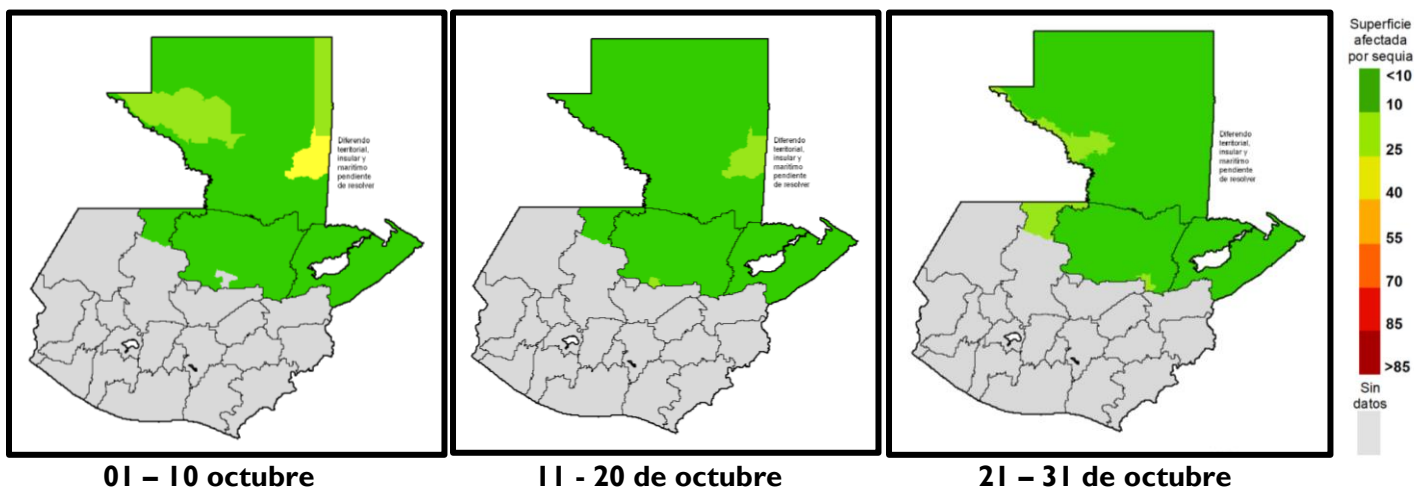 Superficie
afectada
por sequia
<10
10
25
40
55
70
85
>85
Sin
datos
Diferendo
territorial,
insular y
marítimo
pendiente
de resolver
Diferendo
territorial,
insular y
marítimo
pendiente
de resolver
Diferendo
territorial,
insular y
marítimo
pendiente
de resolver
01 – 10 octubre
11 - 20 de octubre
21 – 31 de octubre